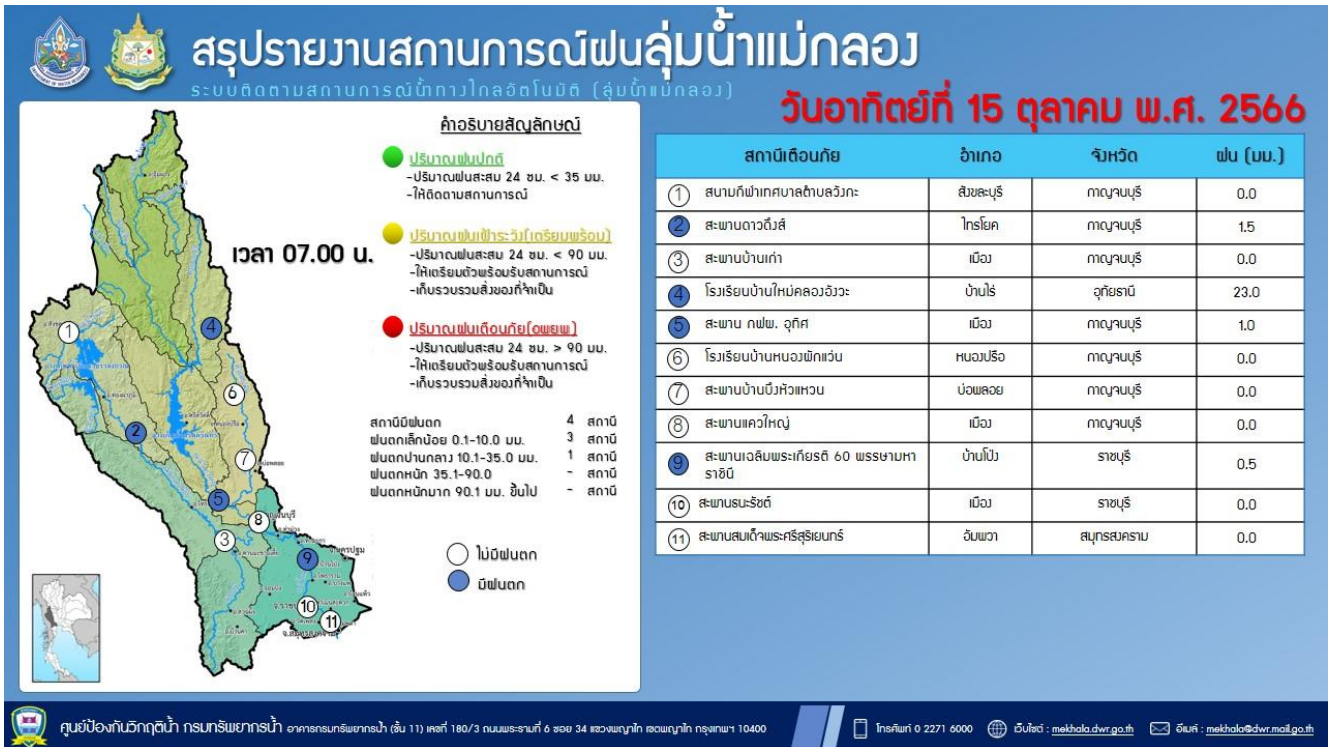 สรุปรายงานสถานการณ์ฝนลุ่มน้ำแม่กลอง
ระบบติดตามสถานการณ์น้ำทางไกลอัตโนมัติ (ลุ่มน้ำแม่กลอง)
วันอาทิตย์ที่ 15 ตุลาคม พ.ศ. 2566
เวลา 07.00 น.
คำอธิบายสัญลักษณ์
ปริมาณฝนปกติ
-ปริมาณฝนสะสม 24 ชม. < 35 มม.
-ให้ติดตามสถานการณ์
ปริมาณฝนเฝ้าระวัง(เตรียมพร้อม)
-ปริมาณฝนสะสม 24 ชม. < 90 มม.
-ให้เตรียมตัวพร้อมรับสถานการณ์
-เก็บรวบรวมสิ่งของที่จำเป็น
ปริมาณฝนเตือนภัย(อพยพ)
-ปริมาณฝนสะสม 24 ชม. > 90 มม.
-ให้เตรียมตัวพร้อมรับสถานการณ์
-เก็บรวบรวมสิ่งของที่จำเป็น
สถานีมีฝนตก 4 สถานี
ฝนตกเล็กน้อย 0.1-10.0 มม. 3 สถานี
ฝนตกปานกลาง 10.1-35.0 มม. 1 สถานี
ฝนตกหนัก 35.1-90.0 - สถานี
ฝนตกหนักมาก 90.1 มม. ขึ้นไป - สถานี
ไม่มีฝนตก
มีฝนตก
1
4
6
2
7
5
8
3
9
10
11
สถานีเตือนภัย อำเภอ จังหวัด ฝน (มม.)
1 สนามกีฬาเทศบาลตำบลวังกะ สังขละบุรี กาญจนบุรี 0.0
2 สะพานดาวดึงส์ ไทรโยค กาญจนบุรี 1.5
3 สะพานบ้านเก่า เมือง กาญจนบุรี 0.0
4 โรงเรียนบ้านใหม่คลองอังวะ บ้านไร่ อุทัยธานี 23.0
5 สะพาน กฟผ. อุทิศ เมือง กาญจนบุรี 1.0
6 โรงเรียนบ้านหนองผักแว่น หนองปรือ กาญจนบุรี 0.0
7 สะพานบ้านบึงหัวแหวน บ่อพลอย กาญจนบุรี 0.0
8 สะพานแควใหญ่ เมือง กาญจนบุรี 0.0
9 สะพานเฉลิมพระเกียรติ 60 พรรษามหา
ราชินี บ้านโป่ง ราชบุรี 0.5
10 สะพานธนะรัชต์ เมือง ราชบุรี 0.0
11 สะพานสมเด็จพระศรีสุริเยนทร์ อัมพวา สมุทรสงคราม 0.0
ศูนย์ป้องกันวิกฤติน้ำ กรมทรัพยากรน้ำ อาคารกรมทรัพยากรน้ำ (ชั้น 11) เลขที่ 180/3 ถนนพระรามที่ 6 ซอย 34 แขวงพญาไท เขตพญาไท กรุงเทพฯ 10400
โทรศัพท์ 0 2271 6000 เว็บไซต์ : mekhala.dwr.go.th อีเมล์ : mekhala@dwr.mail.go.th